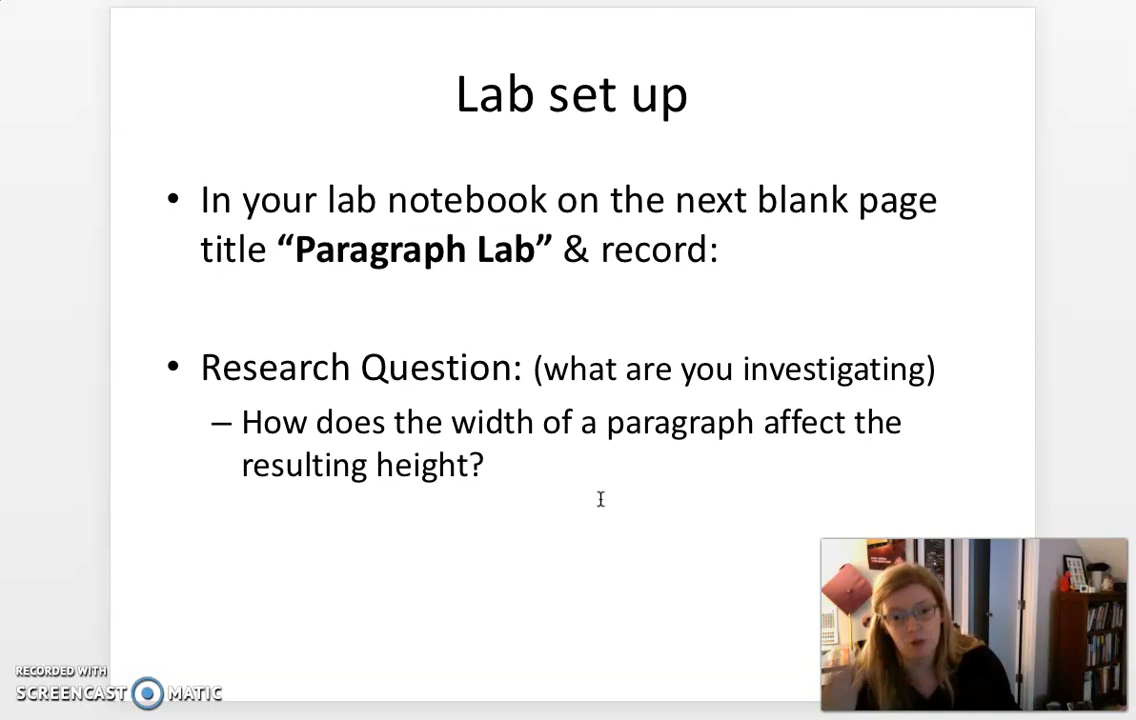 Lab set up
• In your lab notebook on the next blank page
title “Paragraph Lab” & record:
• Research Question: (what are you investigating)
– How does the width of a paragraph affect the
resulting height?
RECORDED WITH
SCREENCAST MATIC